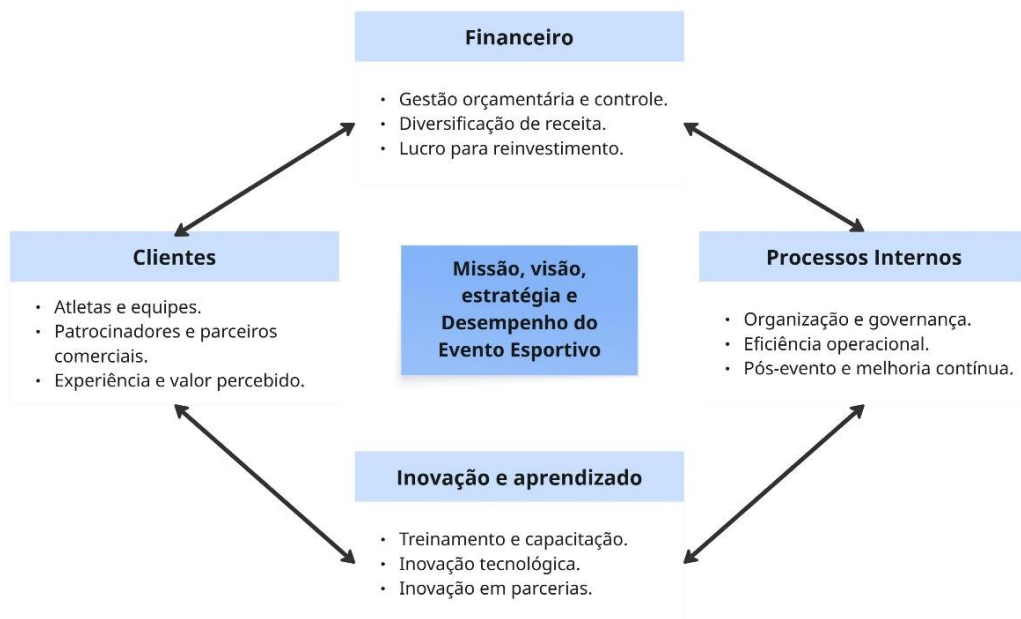 Financeiro
• Gestão orçamentária e controle.
• Diversificação de receita.
• Lucro para reinvestimento.
Clientes
• Atletas e equipes.
• Patrocinadores e parceiros
comerciais.
• Experiência e valor percebido.
Missão, visão,
estratégia e
Desempenho do
Evento Esportivo
Processos Internos
• Organização e governança.
• Eficiência operacional.
• Pós-evento e melhoria contínua.
Inovação e aprendizado
• Treinamento e capacitação.
• Inovação tecnológica.
• Inovação em parcerias.